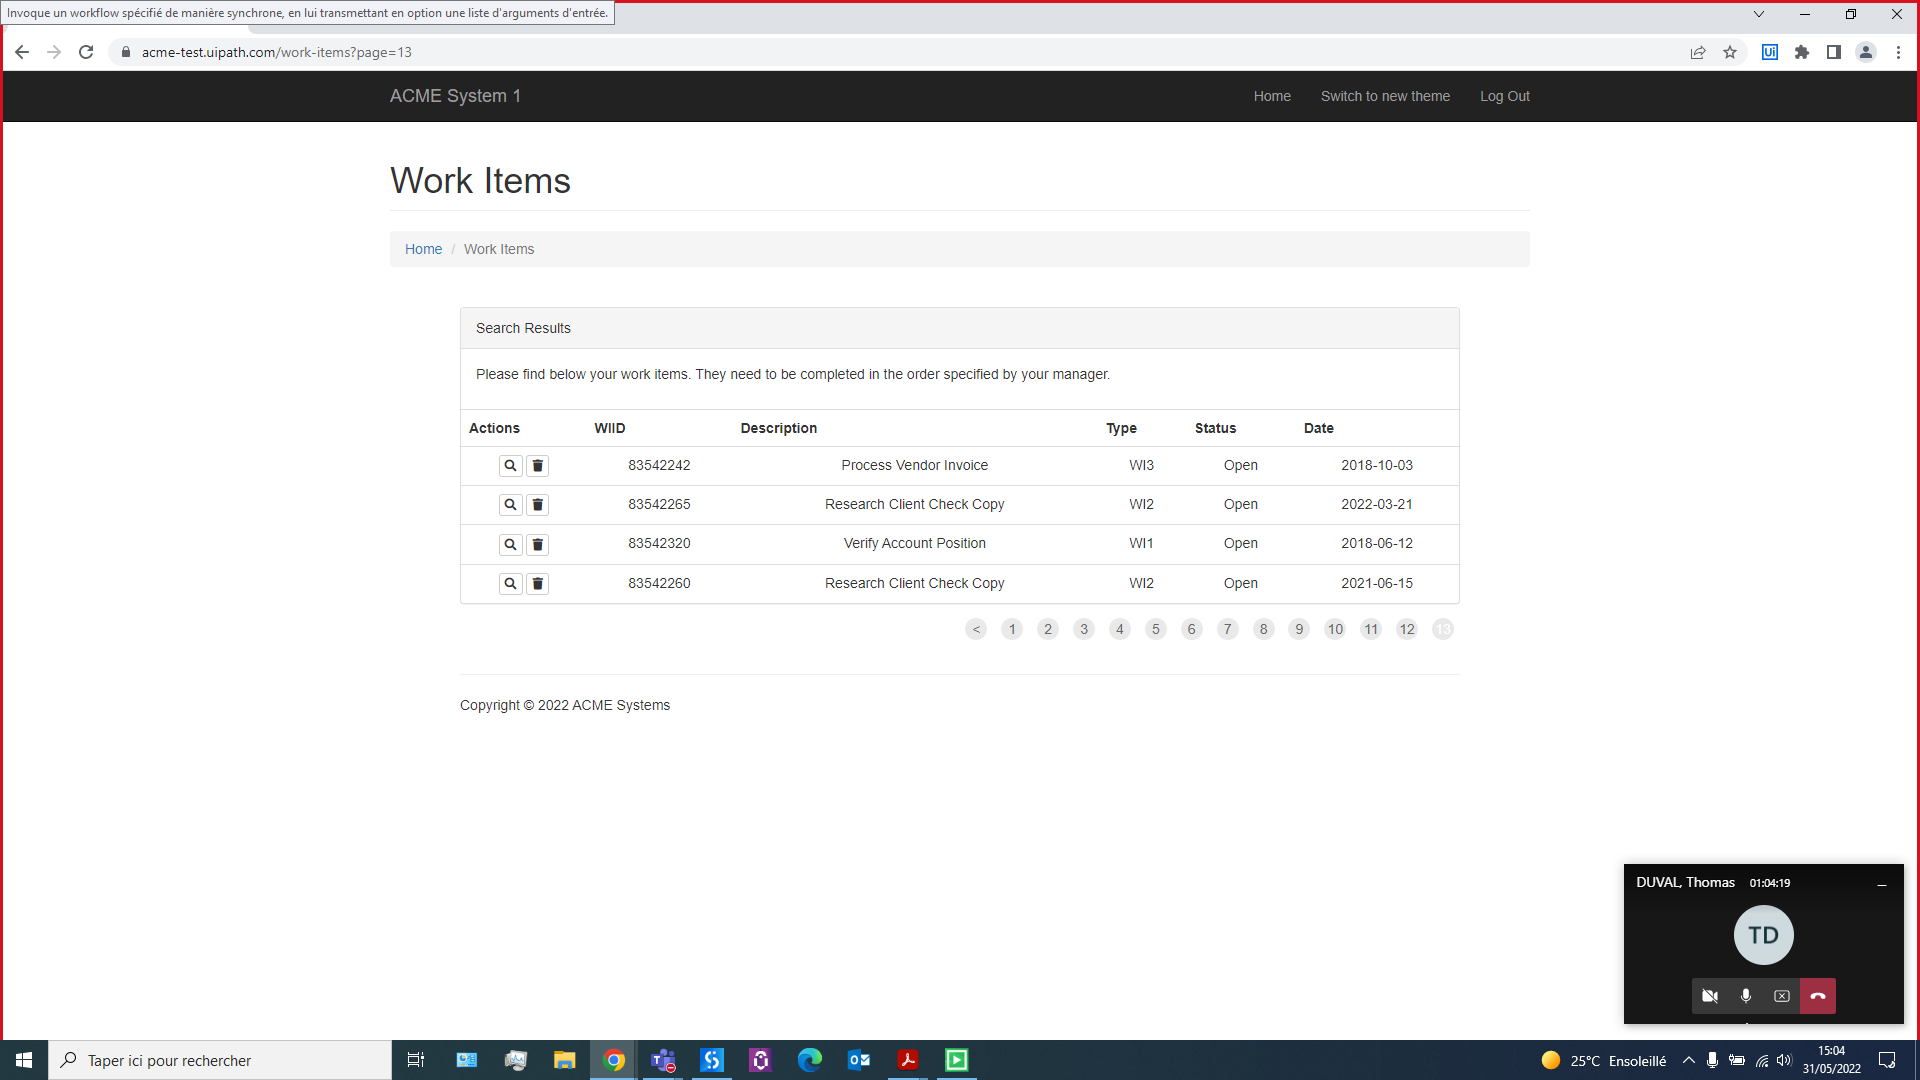 Invoque un workflow spécifié de manière synchrone, en lui transmettant en option une liste d'arguments d'entrée.
acme-test.uipath.com/work-items?page=13
ACME System 1
Home
Switch to new theme
Log Out
Work Items
Home / Work Items
Search Results
Please find below your work items. They need to be completed in the order specified by your manager.
Actions WIID Description Type Status Date
83542242 Process Vendor Invoice WI3 Open 2018-10-03
83542265 Research Client Check Copy WI2 Open 2022-03-21
83542320 Verify Account Position WI1 Open 2018-06-12
83542260 Research Client Check Copy WI2 Open 2021-06-15
< 1 2 3 4 5 6 7 8 9 10 11 12 13
Copyright © 2022 ACME Systems
DUVAL, Thomas 01:04:19
TD
Taper ici pour rechercher
25°C Ensoleillé
15:04
31/05/2022